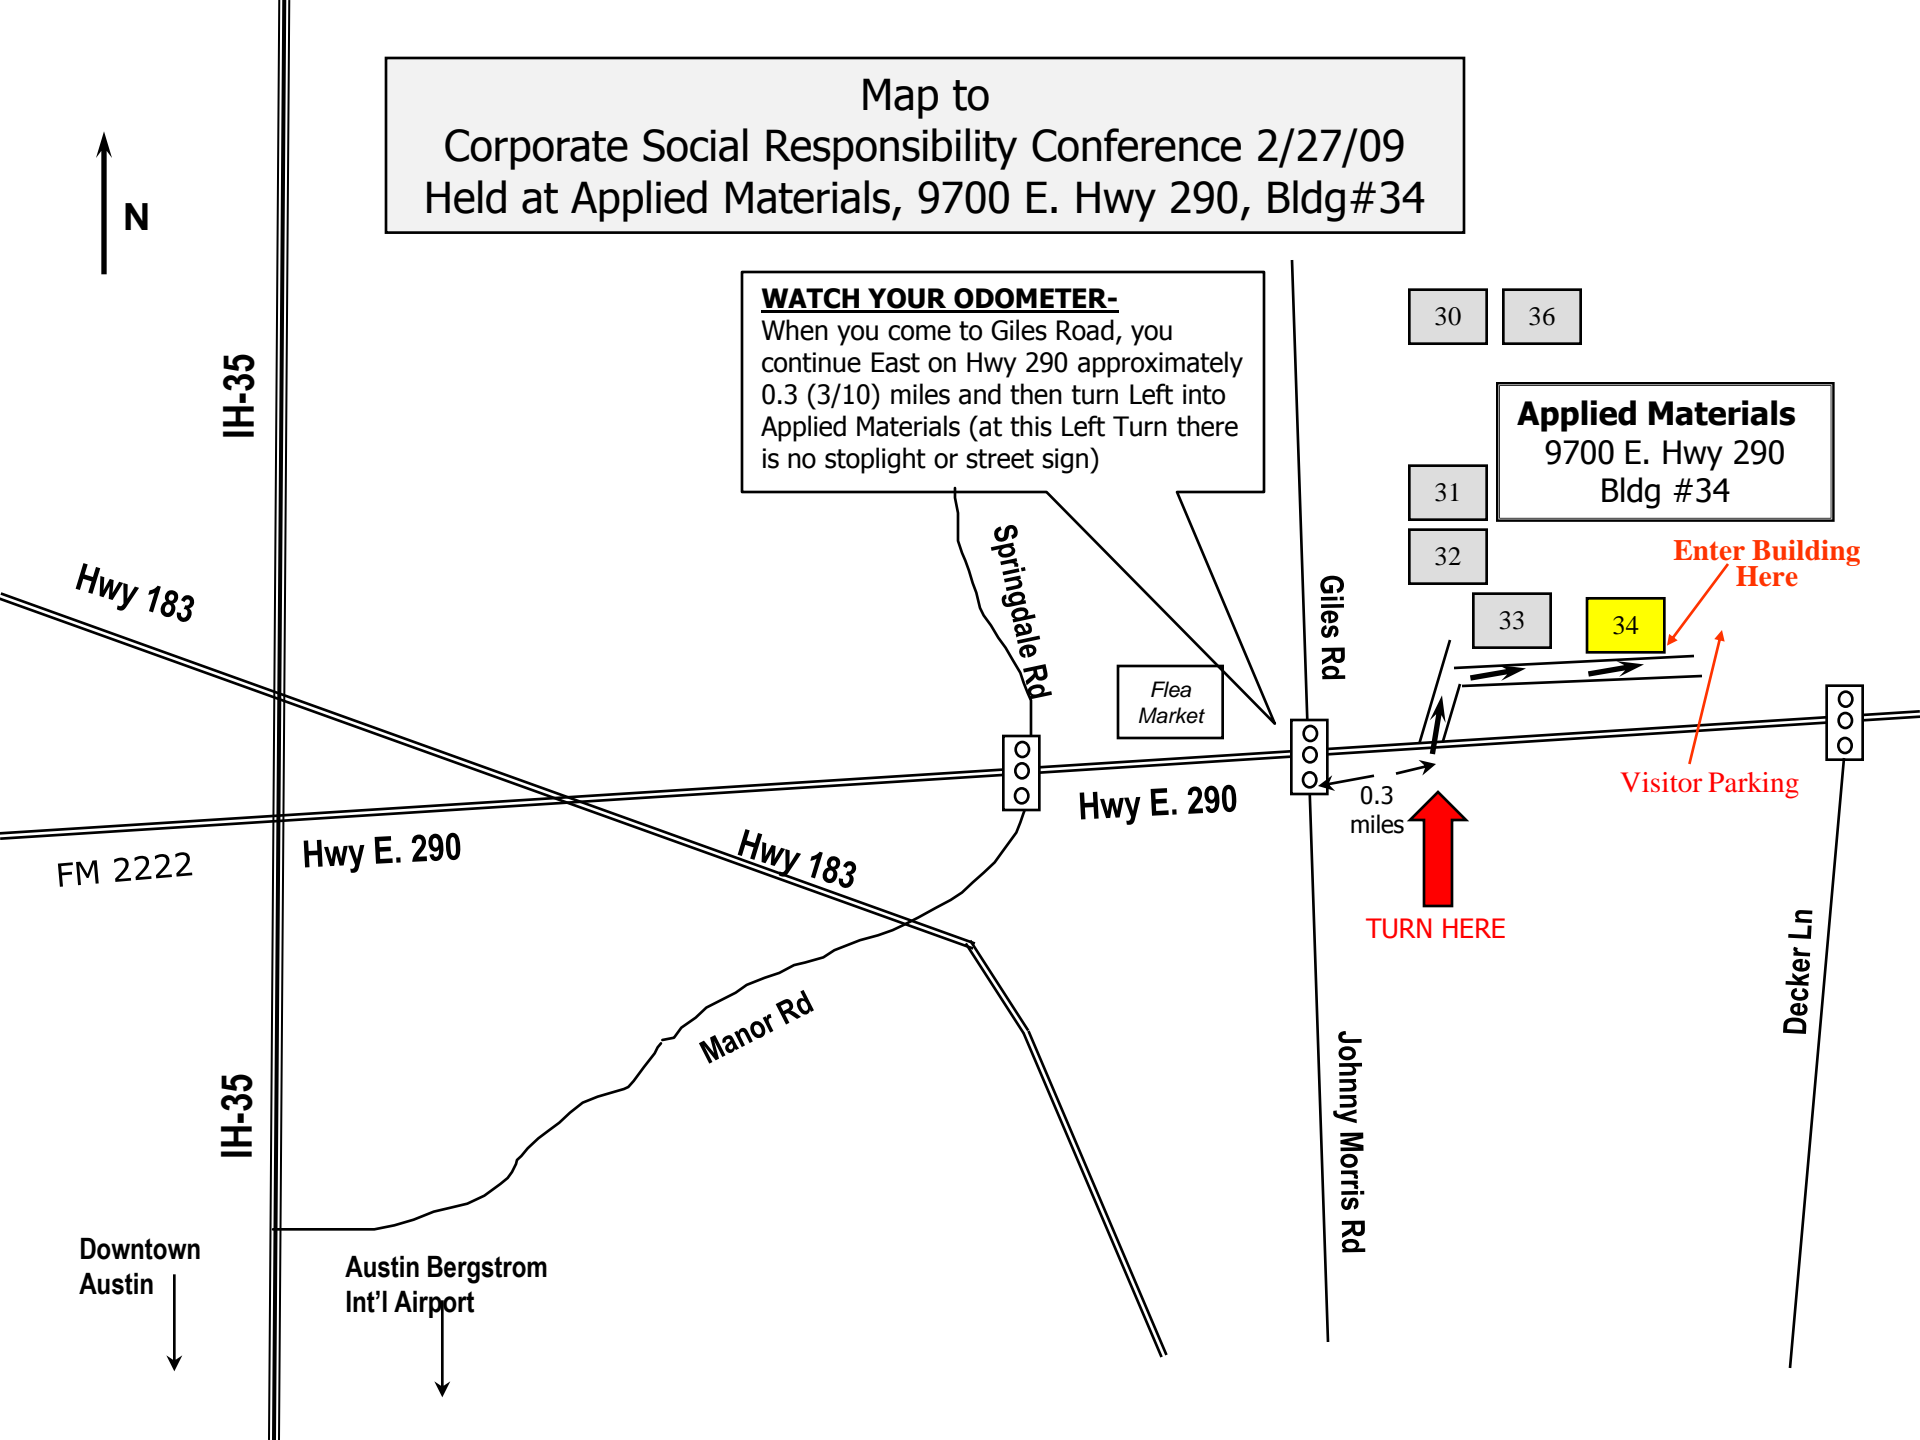 Map to
Corporate Social Responsibility Conference 2/27/09
Held at Applied Materials, 9700 E. Hwy 290, Bldg#34
N
WATCH YOUR ODOMETER-
When you come to Giles Road, you
continue East on Hwy 290 approximately
0.3 (3/10) miles and then turn Left into
Applied Materials (at this Left Turn there
is no stoplight or street sign)
30
36
IH-35
Applied Materials
9700 E. Hwy 290
Bldg #34
31
32
Enter Building
Here
Hwy 183
Springdale Rd
Giles Rd
33
34
Flea
Market
Visitor Parking
0.3
miles
Hwy E. 290
Hwy E. 290
FM 2222
Hwy 183
TURN HERE
Decker Ln
Manor Rd
Johnny Morris Rd
IH-35
Downtown
Austin
Austin Bergstrom
Int'l Airport